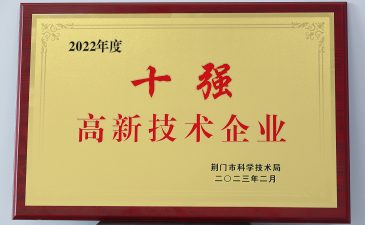 2022年度
十强
高新技术企业
荆门市科学技术局
二〇二三年二月